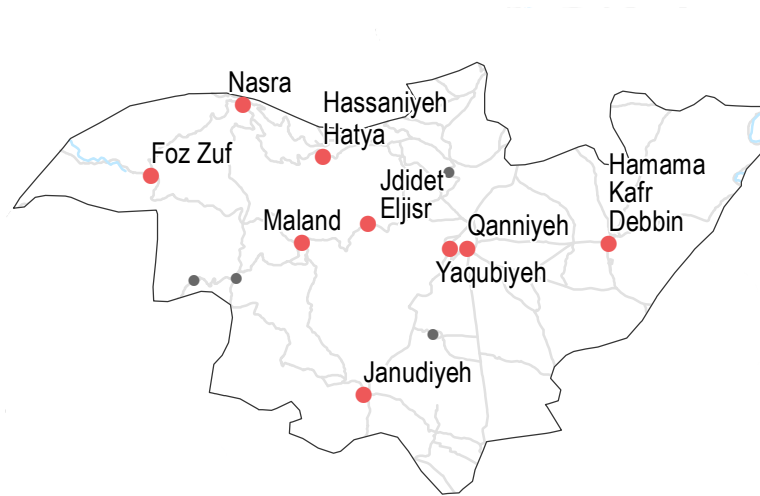 Nasra
Hassaniyeh
Hatya
Foz Zuf
Jdidet
Eljisr
Hamama
Kafr
Debbin
Maland
Qanniyeh
Yaqubiyeh
Janudiyeh